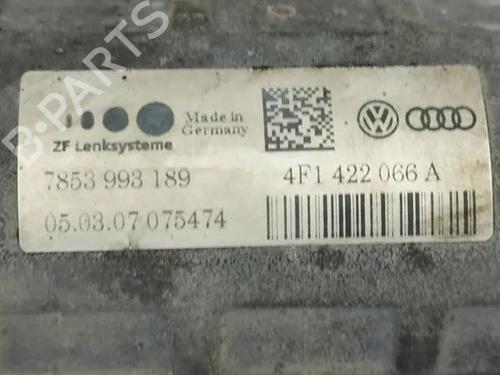 B-PARTS
ZF Lenksysteme
Made in
Germany
7853 993 189
4F1 422 066 A
05.03.07 075474